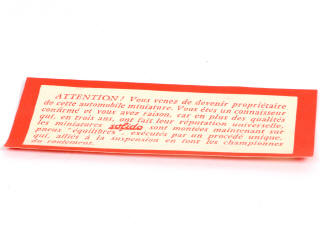 ATTENTION ! Vous venez de devenir propriétaire
de cette automobile miniature. Vous êtes un connaisseur
confirmé et vous avez raison, car en plus des qualités
qui, en trois ans, ont fait leur réputation universelle,
les miniatures solido sont montées maintenant sur
pneus "équilibrés", exécutés par un procédé unique,
qui, alliés à la suspension en font les championnes
du roulement.